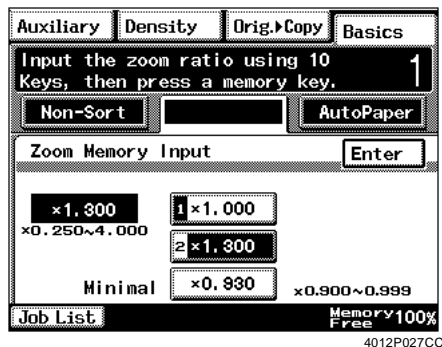 Auxiliary Density Orig.▸Copy Basics
Input the zoom ratio using 10 1
Keys, then press a memory key.
Non-Sort AutoPaper
Zoom Memory Input Enter
×1.300 1 ×1.000
×0.250~4.000
2 ×1.300
Minimal ×0.930 ×0.900~0.999
Job List Memory Free 100%
4012P027CC